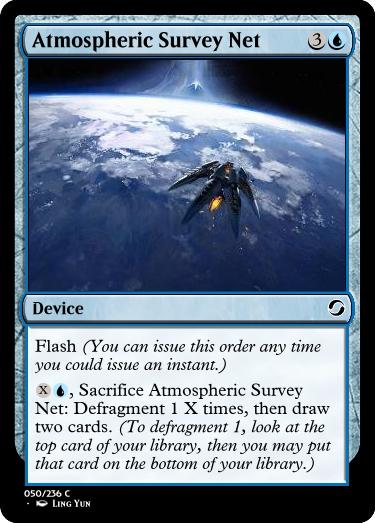 Atmospheric Survey Net 3
Device
Flash (You can issue this order any time
you could issue an instant.)
X, Sacrifice Atmospheric Survey
Net: Defragment 1 X times, then draw
two cards. (To defragment 1, look at the
top card of your library, then you may put
that card on the bottom of your library.)
050/236 C
· Ling Yun